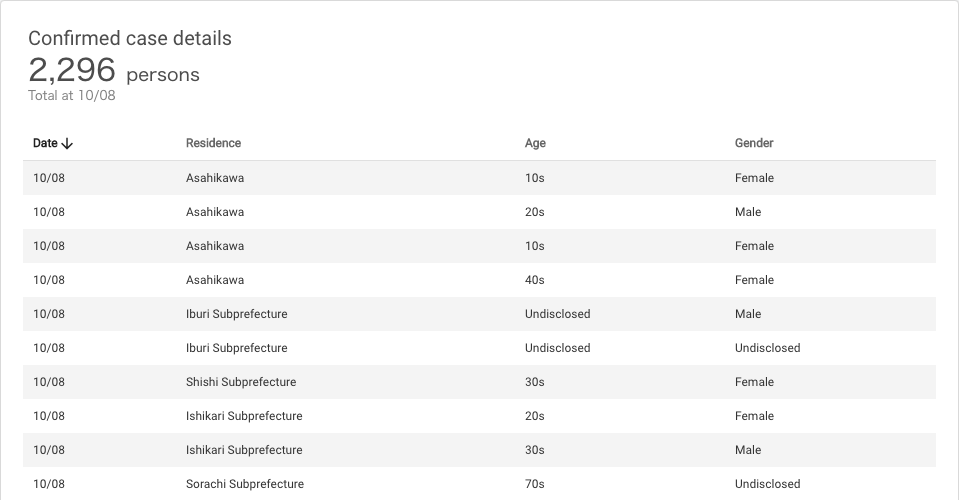 Confirmed case details
2,296 persons
Total at 10/08
Date Residence Age Gender
10/08 Asahikawa 10s Female
10/08 Asahikawa 20s Male
10/08 Asahikawa 10s Female
10/08 Asahikawa 40s Female
10/08 Iburi Subprefecture Undisclosed Male
10/08 Iburi Subprefecture Undisclosed Undisclosed
10/08 Shishi Subprefecture 30s Female
10/08 Ishikari Subprefecture 20s Female
10/08 Ishikari Subprefecture 30s Male
10/08 Sorachi Subprefecture 70s Undisclosed